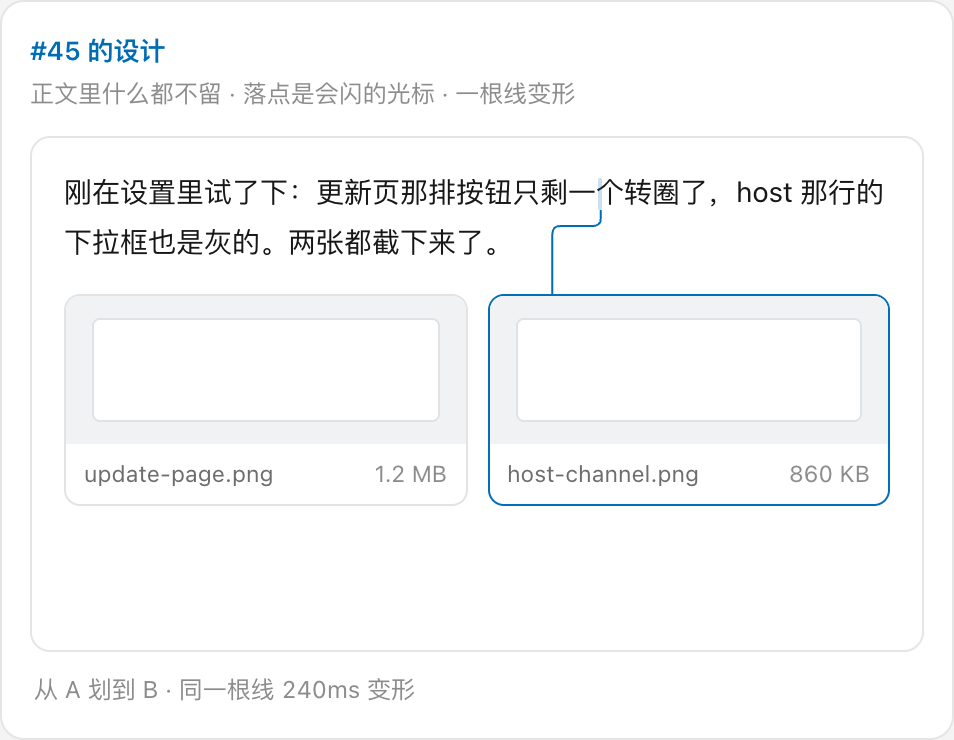 #45 的设计
正文里什么都不留 · 落点是会闪的光标 · 一根线变形
刚在设置里试了下：更新页那排按钮只剩一个转圈了，host 那行的
下拉框也是灰的。两张都截下来了。
update-page.png 1.2 MB
host-channel.png 860 KB
从 A 划到 B · 同一根线 240ms 变形